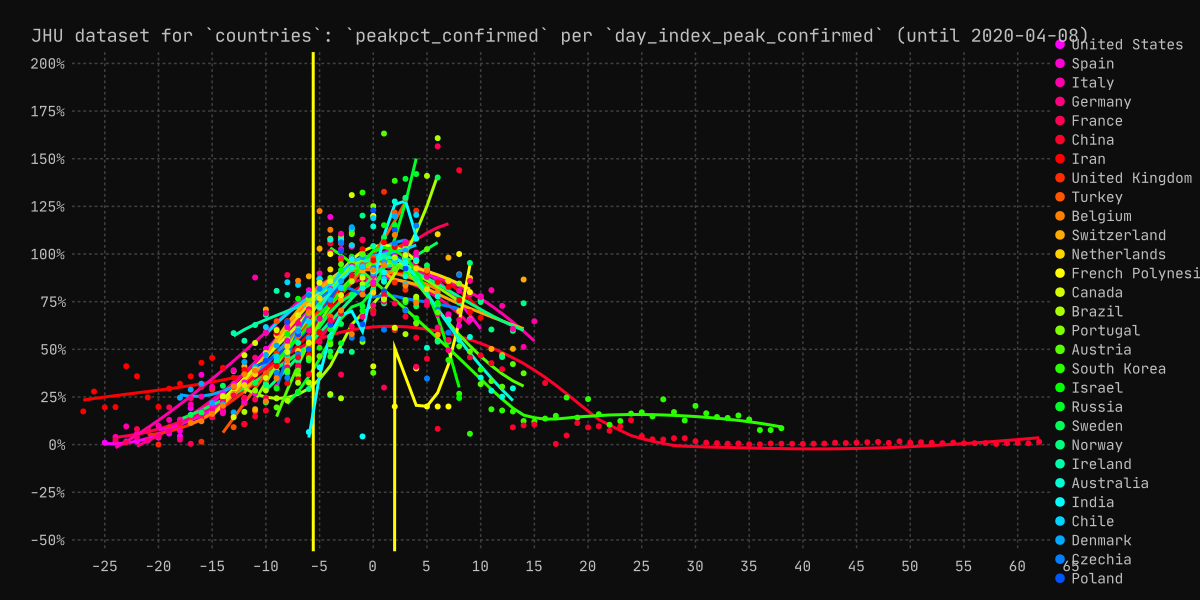 JHU dataset for `countries`: `peakpct_confirmed` per `day_index_peak_confirmed` (until 2020-04-08)
200%
175%
150%
125%
100%
75%
50%
25%
0%
-25%
-50%
-25 -20 -15 -10 -5 0 5 10 15 20 25 30 35 40 45 50 55 60 65
United States
Spain
Italy
Germany
France
China
Iran
United Kingdom
Turkey
Belgium
Switzerland
Netherlands
French Polynesi
Canada
Brazil
Portugal
Austria
South Korea
Israel
Russia
Sweden
Norway
Ireland
Australia
India
Chile
Denmark
Czechia
Poland